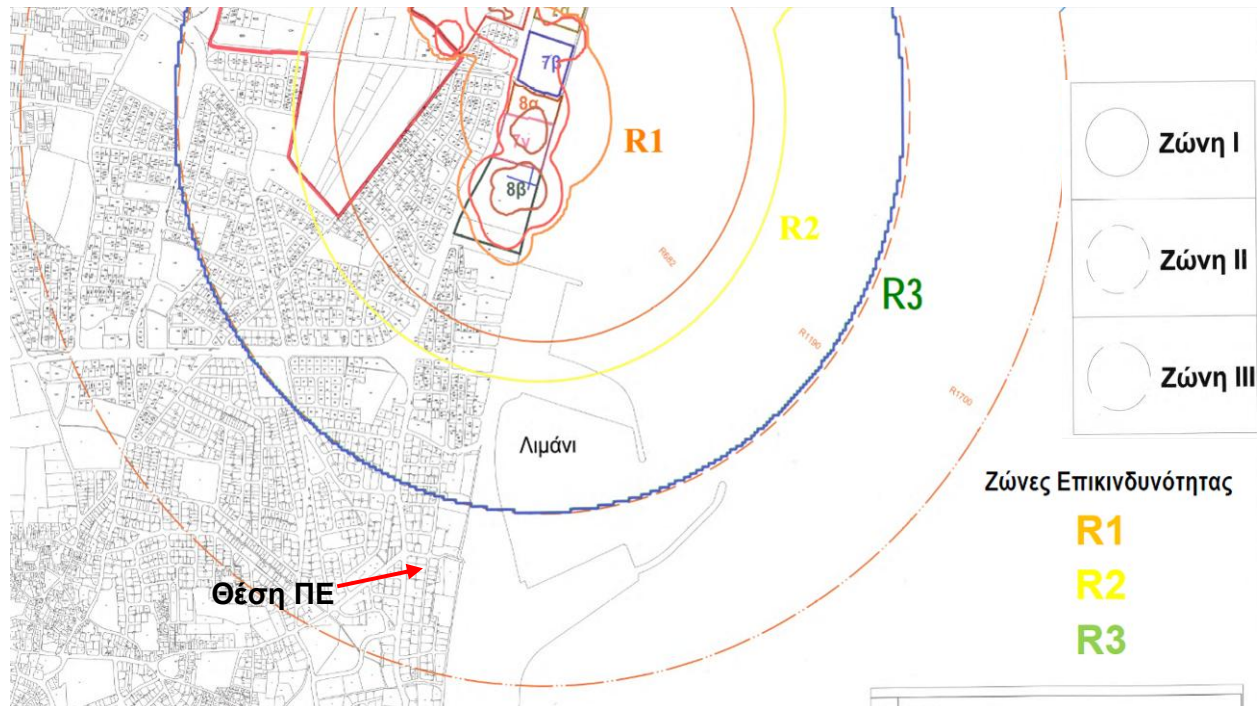 7β
8α
7γ
8β
R1
R2
R3
R682
R1190
R1700
Λιμάνι
Θέση ΠΕ
Ζώνη I
Ζώνη II
Ζώνη III
Ζώνες Επικινδυνότητας
R1
R2
R3